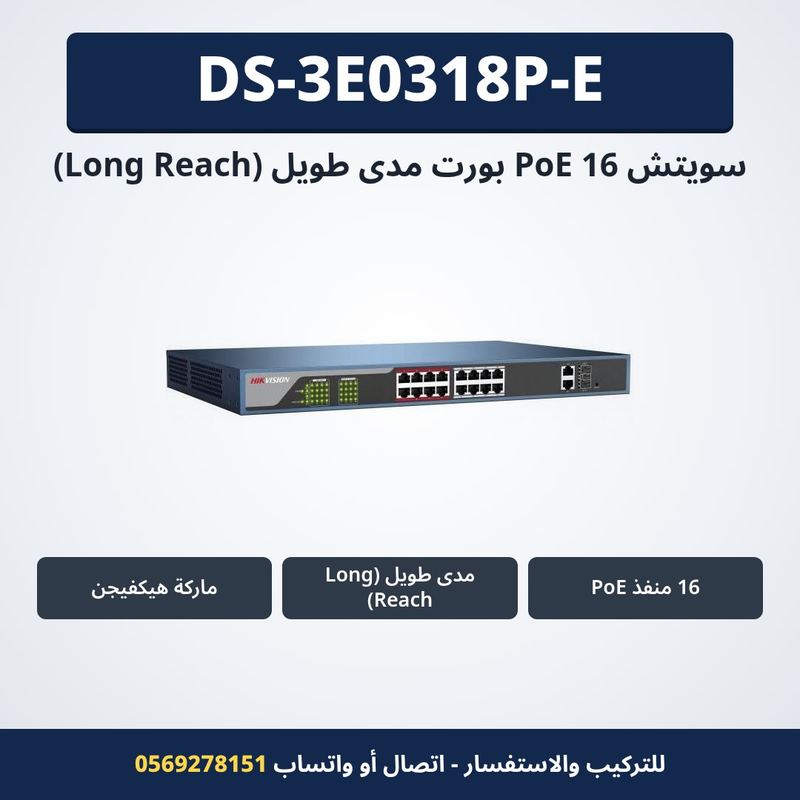 DS-3E0318P-E
سويتش PoE 16 بورت مدى طويل (Long Reach)
HIKVISION
16 منفذ PoE
مدى طويل (Long
Reach)
ماركة هيكفيجن
للتركيب والاستفسار - اتصال أو واتساب 0569278151